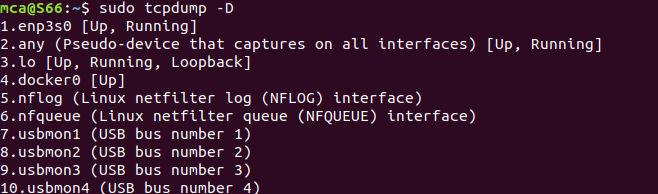 mca@S66:~$ sudo tcpdump -D
1.enp3s0 [Up, Running]
2.any (Pseudo-device that captures on all interfaces) [Up, Running]
3.lo [Up, Running, Loopback]
4.docker0 [Up]
5.nflog (Linux netfilter log (NFLOG) interface)
6.nfqueue (Linux netfilter queue (NFQUEUE) interface)
7.usbmon1 (USB bus number 1)
8.usbmon2 (USB bus number 2)
9.usbmon3 (USB bus number 3)
10.usbmon4 (USB bus number 4)